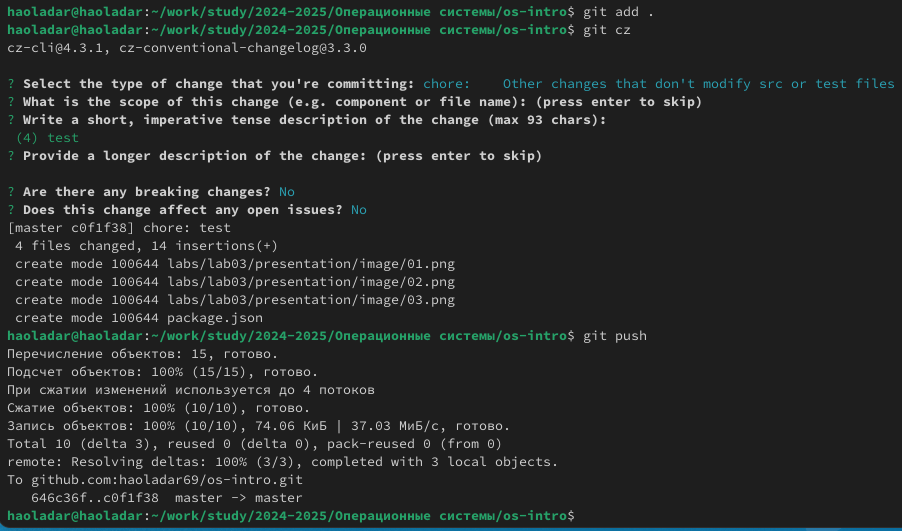 haoladar@haoladar:~/work/study/2024-2025/Операционные системы/os-intro$ git add .
haoladar@haoladar:~/work/study/2024-2025/Операционные системы/os-intro$ git cz
cz-cli@4.3.1, cz-conventional-changelog@3.3.0
? Select the type of change that you're committing: chore:    Other changes that don't modify src or test files
? What is the scope of this change (e.g. component or file name): (press enter to skip)
? Write a short, imperative tense description of the change (max 93 chars):
 (4) test
? Provide a longer description of the change: (press enter to skip)
? Are there any breaking changes? No
? Does this change affect any open issues? No
[master c0f1f38] chore: test
 4 files changed, 14 insertions(+)
 create mode 100644 labs/lab03/presentation/image/01.png
 create mode 100644 labs/lab03/presentation/image/02.png
 create mode 100644 labs/lab03/presentation/image/03.png
 create mode 100644 package.json
haoladar@haoladar:~/work/study/2024-2025/Операционные системы/os-intro$ git push
Перечисление объектов: 15, готово.
Подсчет объектов: 100% (15/15), готово.
При сжатии изменений используется до 4 потоков
Сжатие объектов: 100% (10/10), готово.
Запись объектов: 100% (10/10), 74.06 КиБ | 37.03 МиБ/с, готово.
Total 10 (delta 3), reused 0 (delta 0), pack-reused 0 (from 0)
remote: Resolving deltas: 100% (3/3), completed with 3 local objects.
To github.com:haoladar69/os-intro.git
   646c36f..c0f1f38  master -> master
haoladar@haoladar:~/work/study/2024-2025/Операционные системы/os-intro$